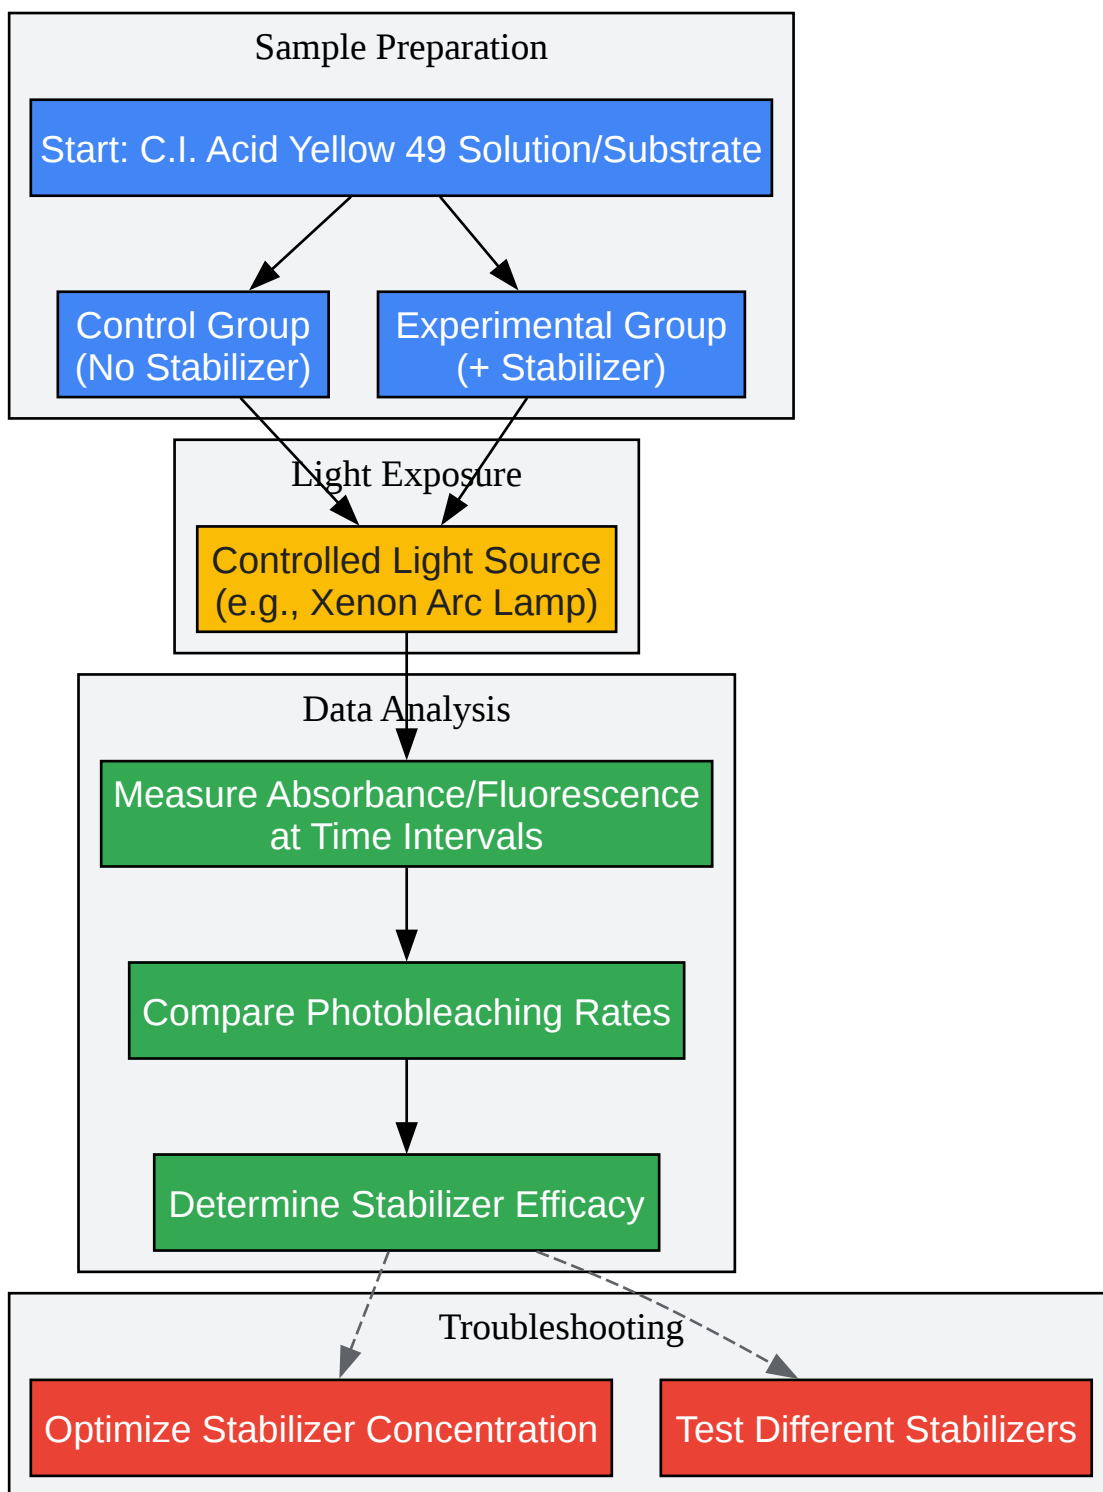 Sample Preparation
Start: C.I. Acid Yellow 49 Solution/Substrate
Control Group
(No Stabilizer)
Experimental Group
(+ Stabilizer)
Light Exposure
Controlled Light Source
(e.g., Xenon Arc Lamp)
Data Analysis
Measure Absorbance/Fluorescence
at Time Intervals
Compare Photobleaching Rates
Determine Stabilizer Efficacy
Troubleshooting
Optimize Stabilizer Concentration
Test Different Stabilizers